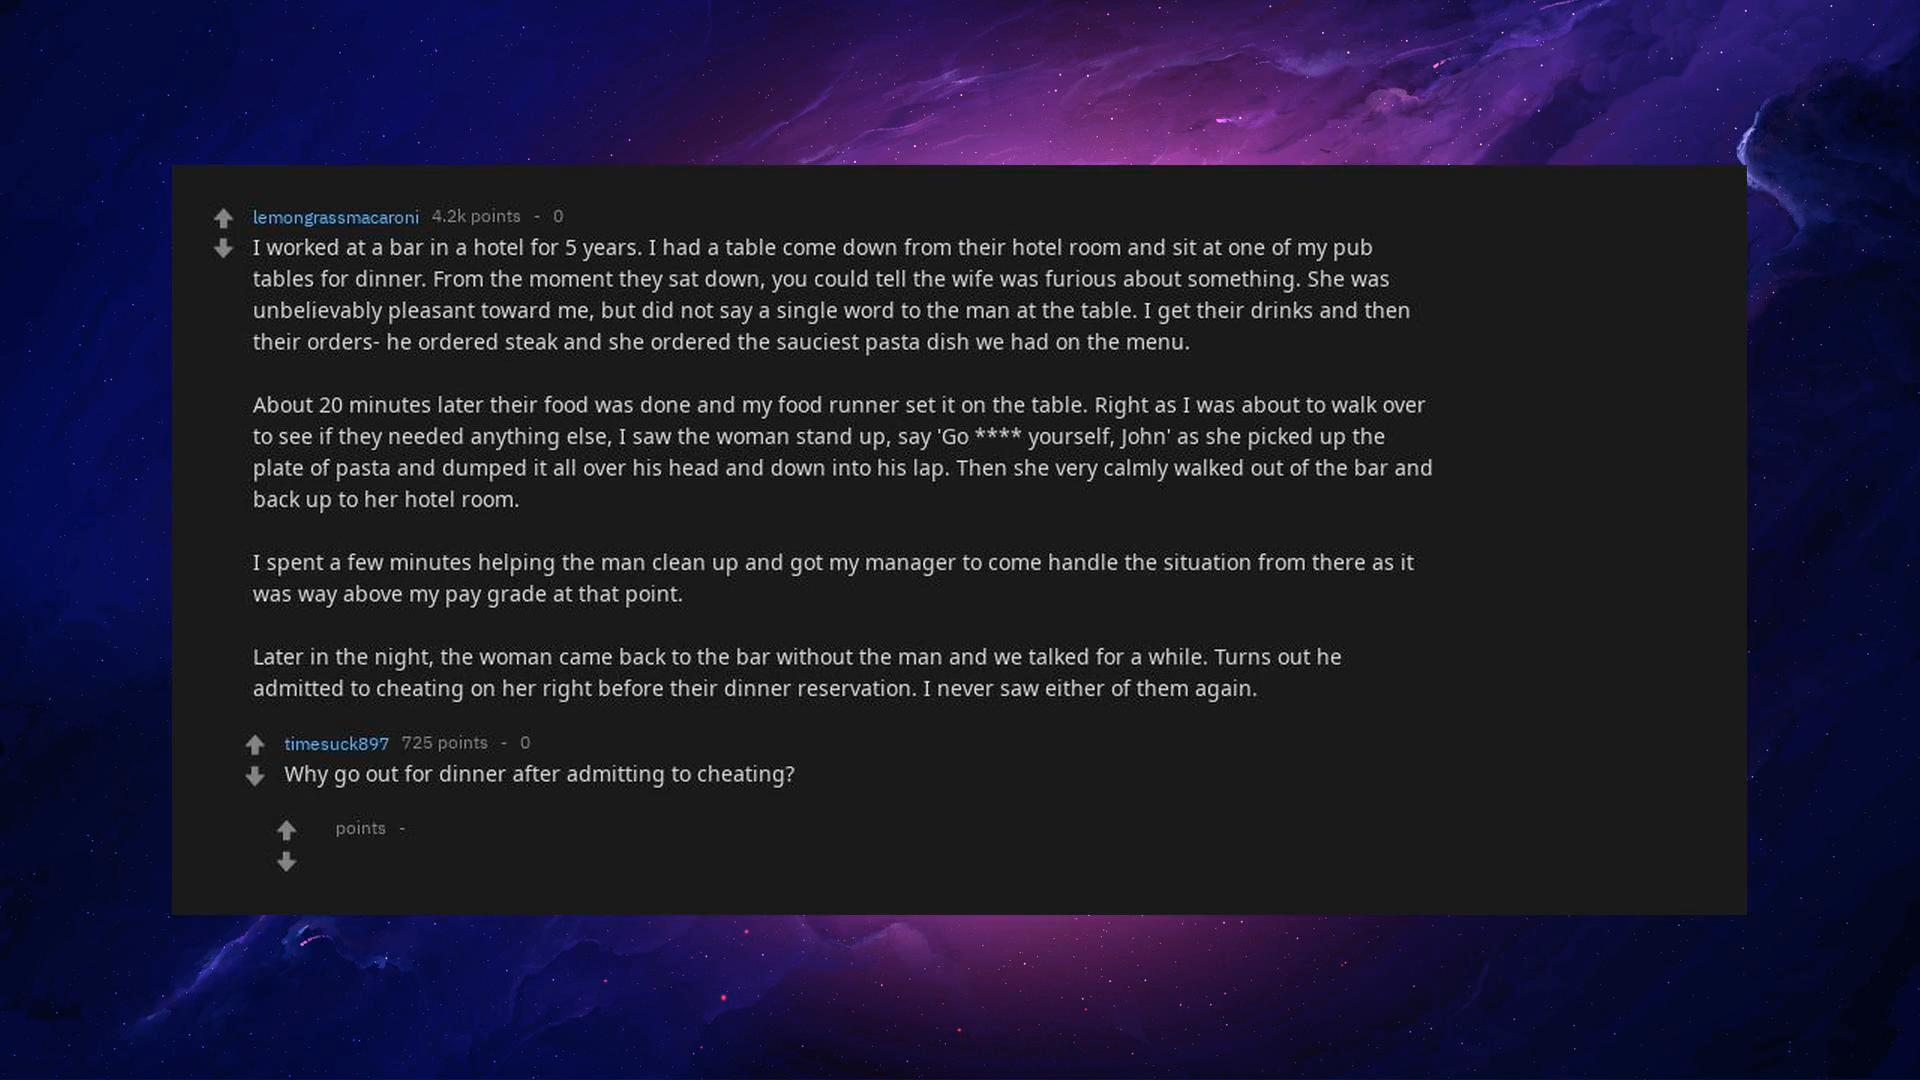 lemongrassmacaroni 4.2k points - 0
I worked at a bar in a hotel for 5 years. I had a table come down from their hotel room and sit at one of my pub
tables for dinner. From the moment they sat down, you could tell the wife was furious about something. She was
unbelievably pleasant toward me, but did not say a single word to the man at the table. I get their drinks and then
their orders- he ordered steak and she ordered the sauciest pasta dish we had on the menu.
About 20 minutes later their food was done and my food runner set it on the table. Right as I was about to walk over
to see if they needed anything else, I saw the woman stand up, say 'Go **** yourself, John' as she picked up the
plate of pasta and dumped it all over his head and down into his lap. Then she very calmly walked out of the bar and
back up to her hotel room.
I spent a few minutes helping the man clean up and got my manager to come handle the situation from there as it
was way above my pay grade at that point.
Later in the night, the woman came back to the bar without the man and we talked for a while. Turns out he
admitted to cheating on her right before their dinner reservation. I never saw either of them again.
timesuck897 725 points - 0
Why go out for dinner after admitting to cheating?
points -